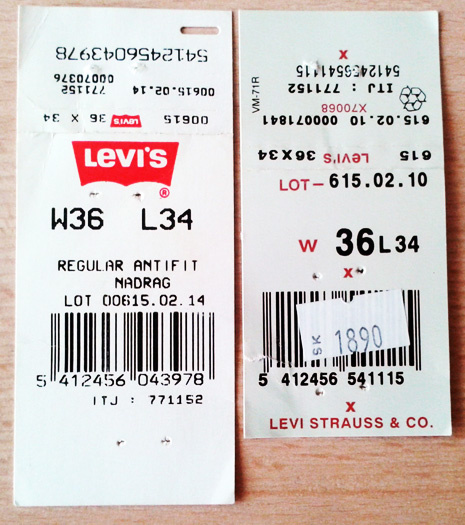 5412456043978
00070376
771152
00615.02.14
36 X 34
Levi's
00615
Levi's
®
W36 L34
REGULAR ANTIFIT
NADRAG
LOT 00615.02.14
5 412456 043978
ITJ : 771152
X
5412456541115
ITJ : 771152
X70068
VM-71R
615.02.10 000071841
615 Levi's 36X34
LOT– 615.02.10
W 36 L 34
X
SK 1890
5 412456 541115
X
LEVI STRAUSS & CO.